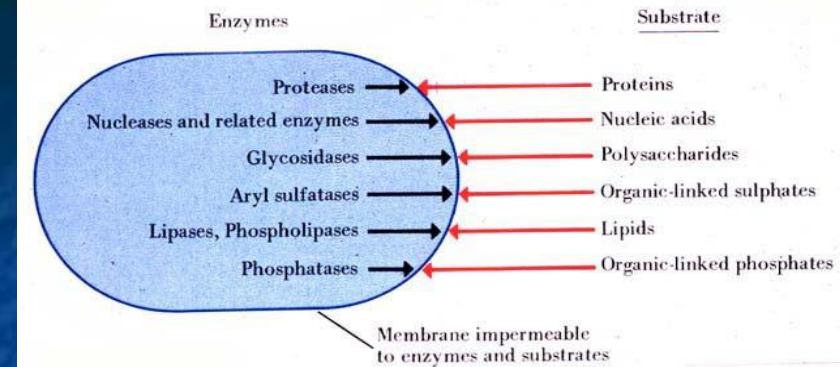 Enzymes
Substrate
Proteases
Proteins
Nucleases and related enzymes
Nucleic acids
Glycosidases
Polysaccharides
Aryl sulfatases
Organic-linked sulphates
Lipases, Phospholipases
Lipids
Phosphatases
Organic-linked phosphates
Membrane impermeable
to enzymes and substrates